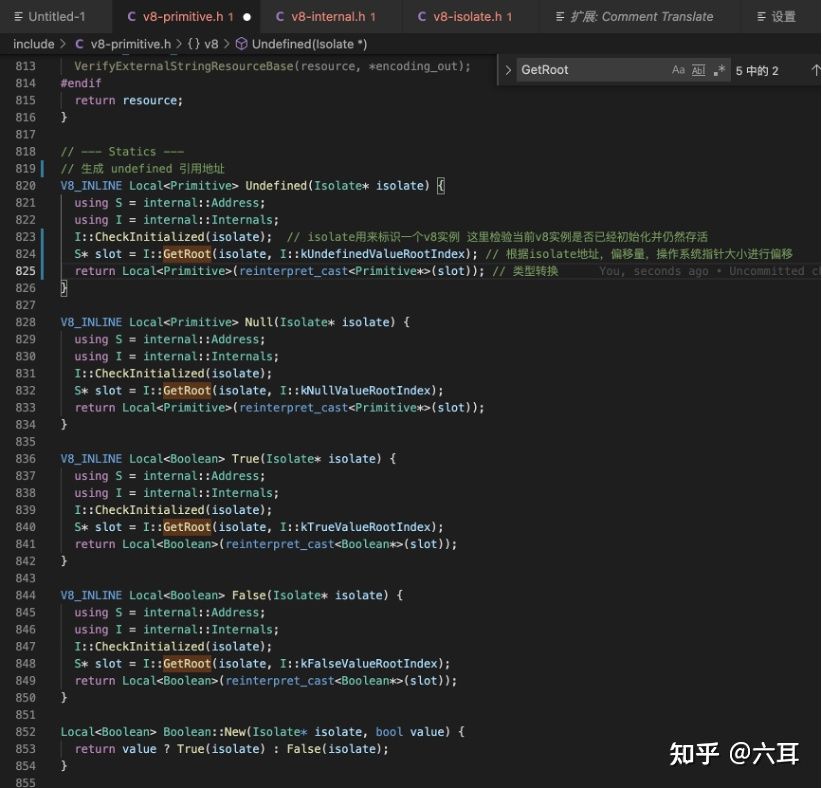 Untitled-1 C v8-primitive.h 1 ● C v8-internal.h 1 C v8-isolate.h 1 扩展: Comment Translate 设置
include > C v8-primitive.h > {} v8 > Undefined(Isolate *)
813 VerifyExternalStringResourceBase(resource, *encoding_out);
> GetRoot Aa Abl .* 5 中的 2 ↑
814 #endif
815 return resource;
816 }
817
818 // --- Statics ---
819 // 生成 undefined 引用地址
820 V8_INLINE Local<Primitive> Undefined(Isolate* isolate) {
821 using S = internal::Address;
822 using I = internal::Internals;
823 I::CheckInitialized(isolate); // isolate用来标识一个v8实例 这里检验当前v8实例是否已经初始化并仍然存活
824 S* slot = I::GetRoot(isolate, I::kUndefinedValueRootIndex); // 根据isolate地址，偏移量，操作系统指针大小进行偏移
825 return Local<Primitive>(reinterpret_cast<Primitive*>(slot)); // 类型转换 You, seconds ago • Uncommitted c
826 }
827
828 V8_INLINE Local<Primitive> Null(Isolate* isolate) {
829 using S = internal::Address;
830 using I = internal::Internals;
831 I::CheckInitialized(isolate);
832 S* slot = I::GetRoot(isolate, I::kNullValueRootIndex);
833 return Local<Primitive>(reinterpret_cast<Primitive*>(slot));
834 }
835
836 V8_INLINE Local<Boolean> True(Isolate* isolate) {
837 using S = internal::Address;
838 using I = internal::Internals;
839 I::CheckInitialized(isolate);
840 S* slot = I::GetRoot(isolate, I::kTrueValueRootIndex);
841 return Local<Boolean>(reinterpret_cast<Boolean*>(slot));
842 }
843
844 V8_INLINE Local<Boolean> False(Isolate* isolate) {
845 using S = internal::Address;
846 using I = internal::Internals;
847 I::CheckInitialized(isolate);
848 S* slot = I::GetRoot(isolate, I::kFalseValueRootIndex);
849 return Local<Boolean>(reinterpret_cast<Boolean*>(slot));
850 }
851
852 Local<Boolean> Boolean::New(Isolate* isolate, bool value) {
853 return value ? True(isolate) : False(isolate);
854 }
855
知乎 @六耳